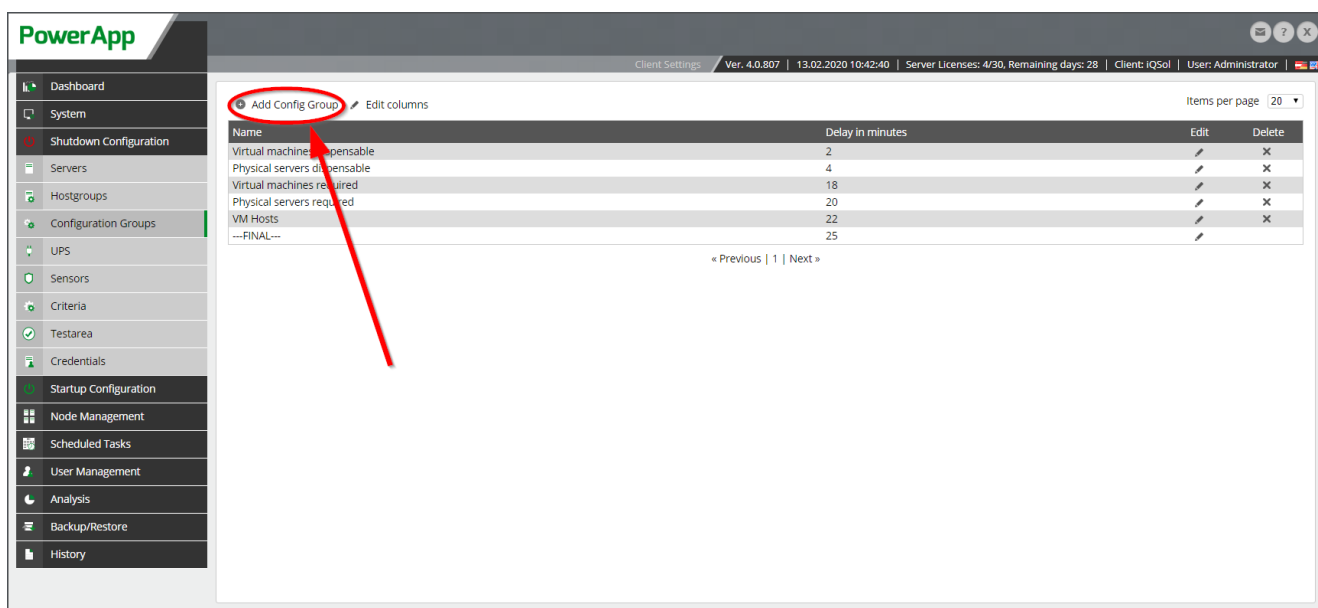 PowerApp
Client Settings Ver. 4.0.807 | 13.02.2020 10:42:40 | Server Licenses: 4/30, Remaining days: 28 | Client: iQSol | User: Administrator |
Dashboard
System
Shutdown Configuration
Servers
Hostgroups
Configuration Groups
UPS
Sensors
Criteria
Testarea
Credentials
Startup Configuration
Node Management
Scheduled Tasks
User Management
Analysis
Backup/Restore
History
Add Config Group Edit columns Items per page 20
Name Delay in minutes Edit Delete
Virtual machines dispensable 2
Physical servers dispensable 4
Virtual machines required 18
Physical servers required 20
VM Hosts 22
---FINAL--- 25
« Previous | 1 | Next »